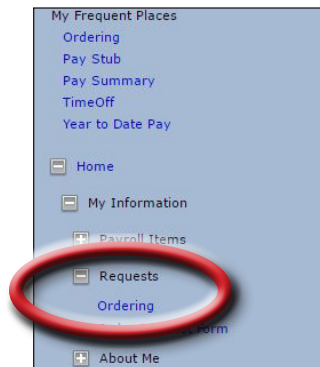 My Frequent Places
Ordering
Pay Stub
Pay Summary
TimeOff
Year to Date Pay
Home
My Information
Payroll Items
Requests
Ordering
Form
About Me